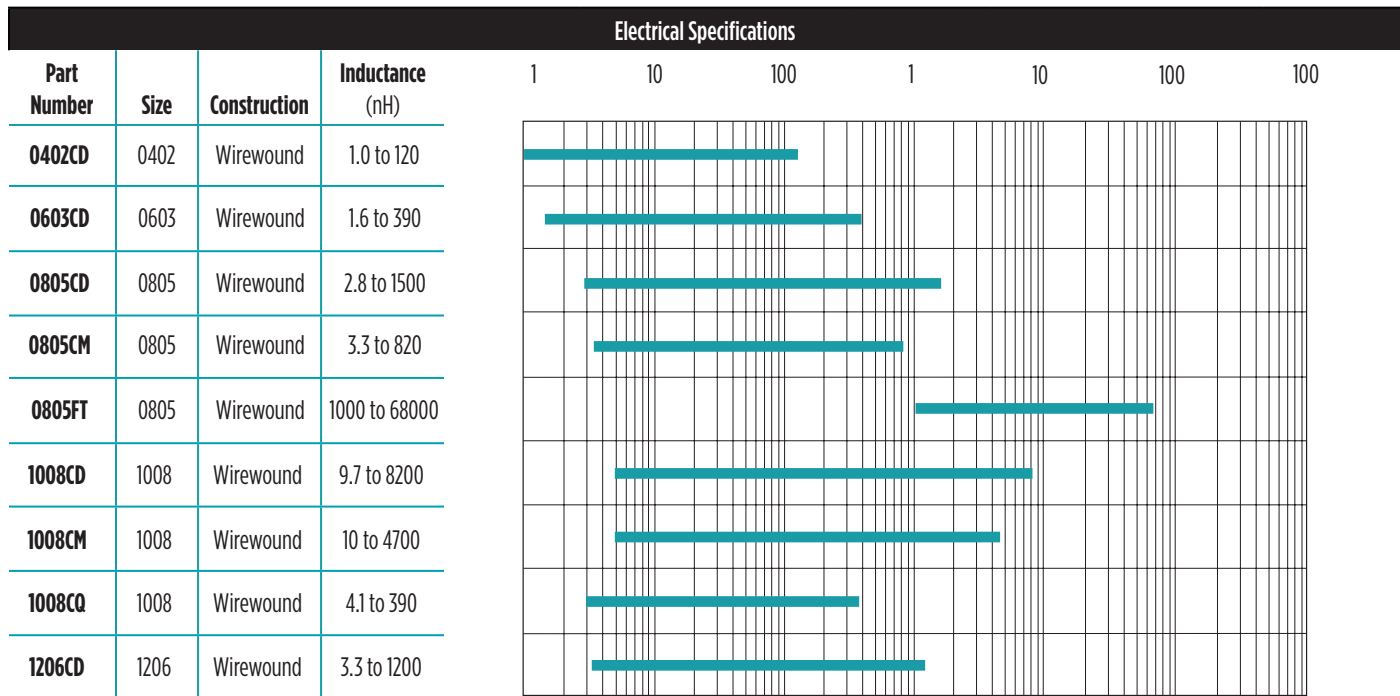 Electrical Specifications
Part Number Size Construction Inductance (nH) 1 10 100 1 10 100 100
0402CD 0402 Wirewound 1.0 to 120
0603CD 0603 Wirewound 1.6 to 390
0805CD 0805 Wirewound 2.8 to 1500
0805CM 0805 Wirewound 3.3 to 820
0805FT 0805 Wirewound 1000 to 68000
1008CD 1008 Wirewound 9.7 to 8200
1008CM 1008 Wirewound 10 to 4700
1008CQ 1008 Wirewound 4.1 to 390
1206CD 1206 Wirewound 3.3 to 1200